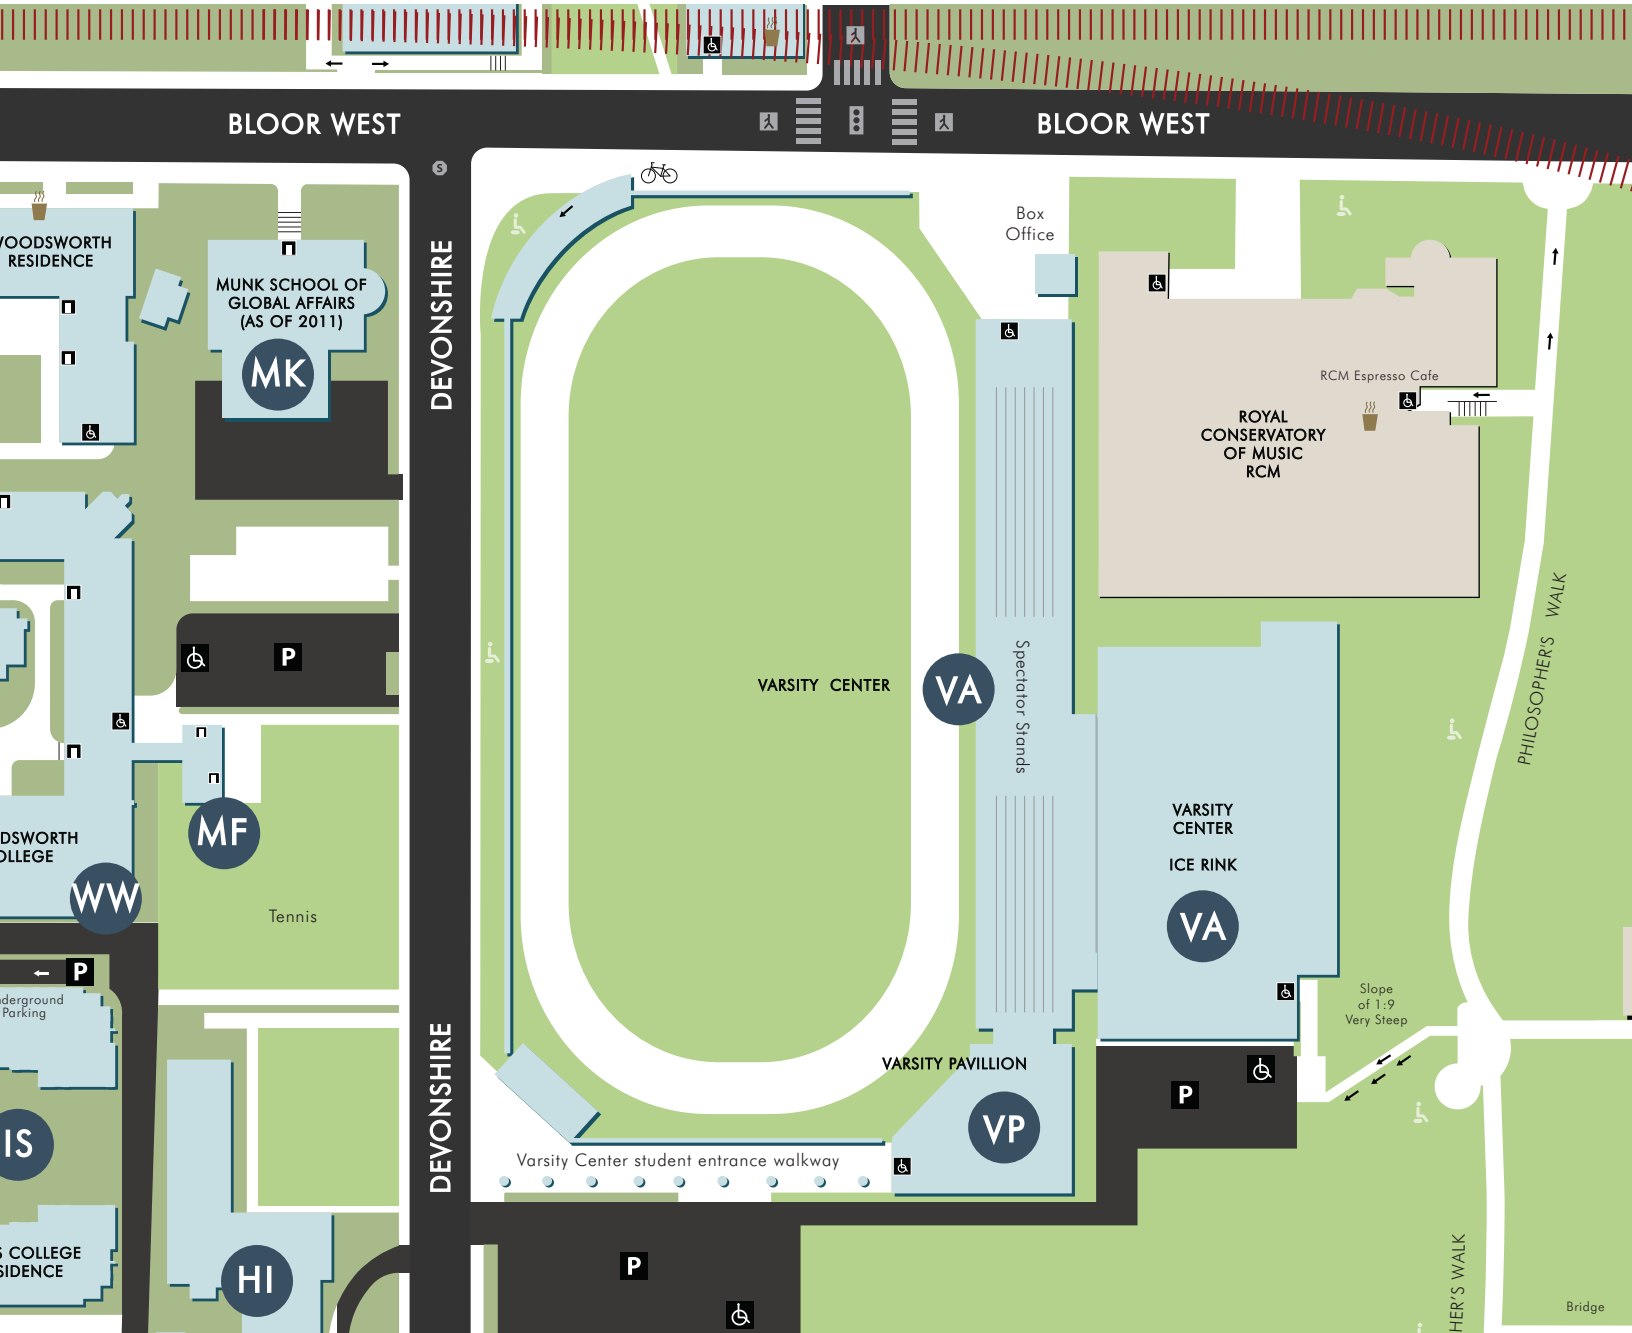 BLOOR WEST
BLOOR WEST
S
WOODSWORTH
RESIDENCE
MUNK SCHOOL OF
GLOBAL AFFAIRS
(AS OF 2011)
MK
DEVONSHIRE
Box
Office
RCM Espresso Cafe
ROYAL
CONSERVATORY
OF MUSIC
RCM
PHILOSOPHER'S WALK
P
VARSITY CENTER
VA
Spectator Stands
MF
VARSITY
CENTER
ICE RINK
VA
DSWORTH
OLLEGE
WW
Tennis
P
nderground
Parking
Slope
of 1:9
Very Steep
DEVONSHIRE
VARSITY PAVILLION
VP
P
IS
Varsity Center student entrance walkway
S COLLEGE
SIDENCE
HI
P
HER'S WALK
Bridge